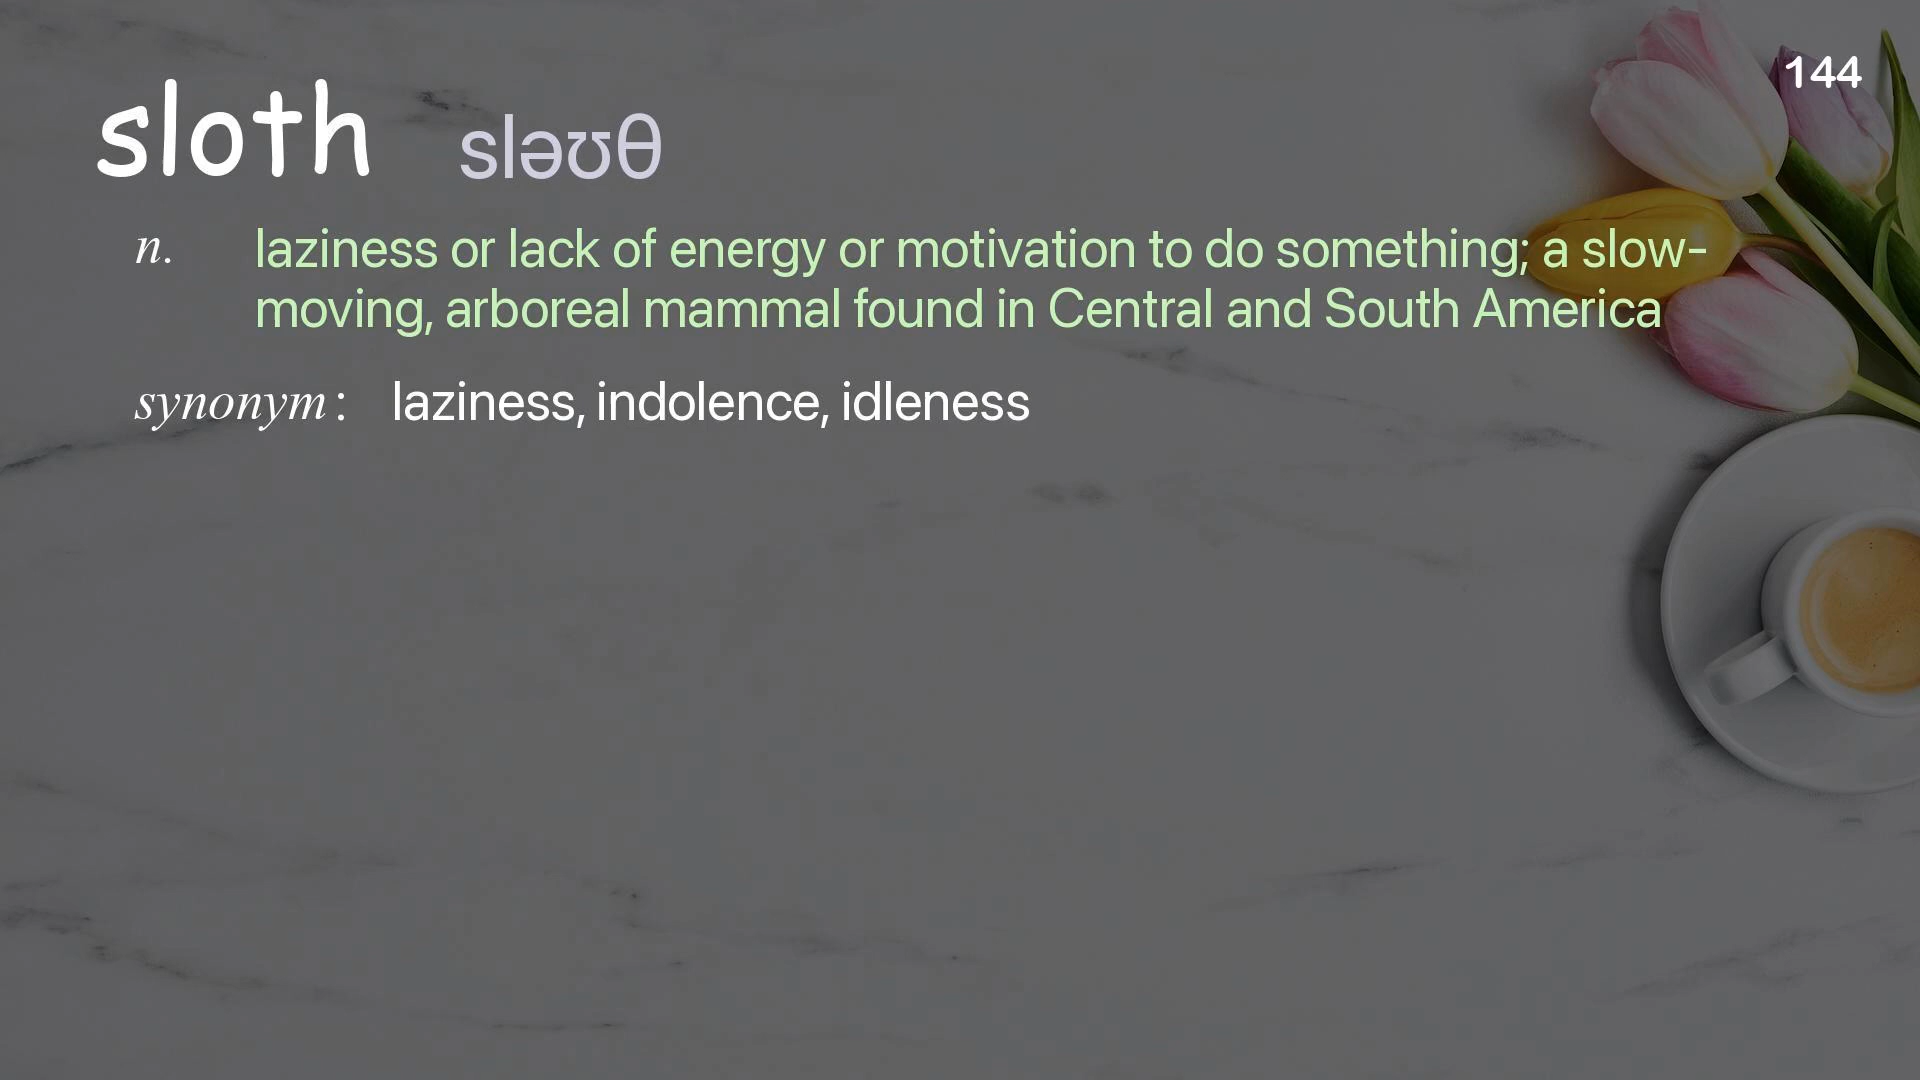 144
sloth sləʊθ
n. laziness or lack of energy or motivation to do something; a slow-
moving, arboreal mammal found in Central and South America
synonym : laziness, indolence, idleness